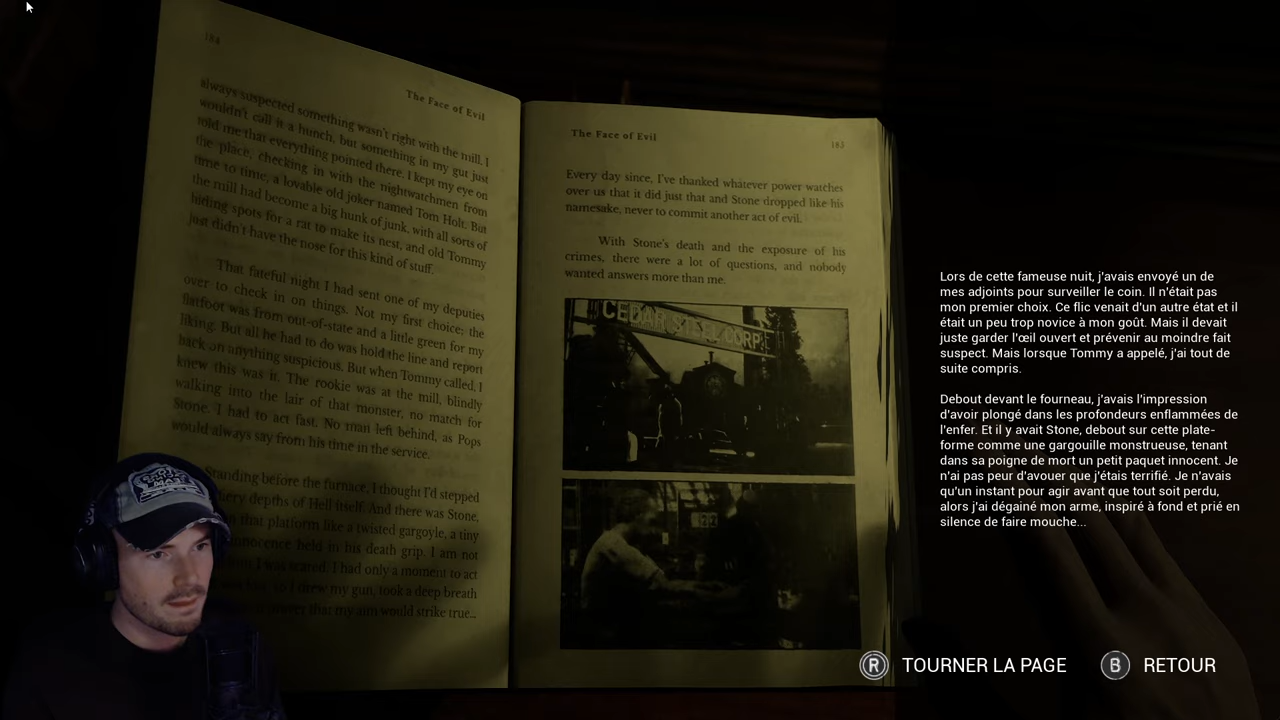 184
The Face of Evil
always suspected something wasn't right with the mill. I
wouldn't call it a hunch, but something in my gut just
told me that everything pointed there. I kept my eye on
the place, checking in with the nightwatchmen from
time to time, a lovable old joker named Tom Holt. But
the mill had become a big hunk of junk, with all sorts of
hiding spots for a rat to make its nest, and old Tommy
just didn't have the nose for this kind of stuff.
That fateful night I had sent one of my deputies
over to check in on things. Not my first choice; the
flatfoot was from out-of-state and a little green for my
liking. But all he had to do was hold the line and report
back on anything suspicious. But when Tommy called, I
knew this was it. The rookie was at the mill, blindly
walking into the lair of that monster, no match for
Stone. I had to act fast. No man left behind, as Pops
would always say from his time in the service.
Standing before the furnace, I thought I'd stepped
depths of Hell itself. And there was Stone,
that platform like a twisted gargoyle, a tiny
innocence held in his death grip. I am not
I was scared. I had only a moment to act
so I drew my gun, took a deep breath
prayer that my aim would strike true...
The Face of Evil
183
Every day since, I've thanked whatever power watches
over us that it did just that and Stone dropped like his
namesake, never to commit another act of evil.
With Stone's death and the exposure of his
crimes, there were a lot of questions, and nobody
wanted answers more than me.
CEDAR STEEL CORP.
22
Lors de cette fameuse nuit, j'avais envoyé un de
mes adjoints pour surveiller le coin. Il n'était pas
mon premier choix. Ce flic venait d'un autre état et il
était un peu trop novice à mon goût. Mais il devait
juste garder l'œil ouvert et prévenir au moindre fait
suspect. Mais lorsque Tommy a appelé, j'ai tout de
suite compris.
Debout devant le fourneau, j'avais l'impression
d'avoir plongé dans les profondeurs enflammées de
l'enfer. Et il y avait Stone, debout sur cette plate-
forme comme une gargouille monstrueuse, tenant
dans sa poigne de mort un petit paquet innocent. Je
n'ai pas peur d'avouer que j'étais terrifié. Je n'avais
qu'un instant pour agir avant que tout soit perdu,
alors j'ai dégainé mon arme, inspiré à fond et prié en
silence de faire mouche...
R TOURNER LA PAGE B RETOUR